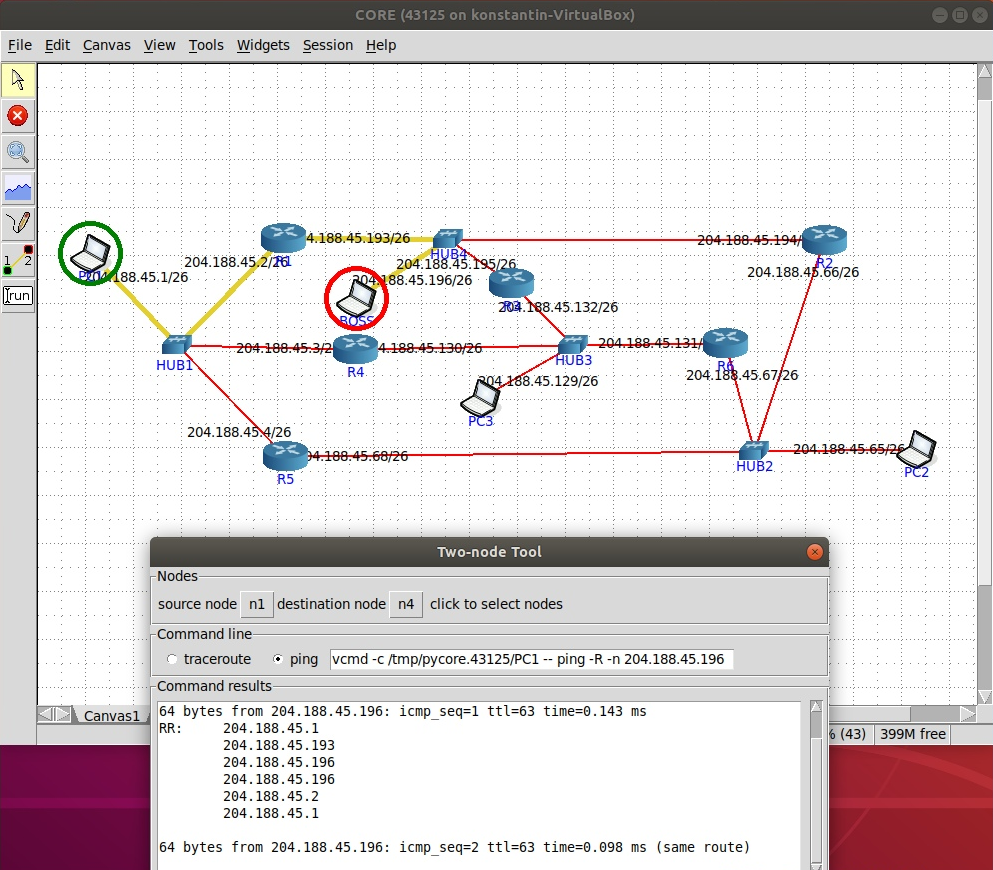 CORE (43125 on konstantin-VirtualBox)
File Edit Canvas View Tools Widgets Session Help
4.188.45.193/26
HUB4
204.188.45.194/
R2
204.188.45.2/26
R1
204.188.45.195/26
204.188.45.66/26
204.188.45.1/26
204.188.45.196/26
R3
204.188.45.132/26
BOSS
204.188.45.3/2
4.188.45.130/26
204.188.45.131/
HUB1
R4
HUB3
R6
204.188.45.67/26
204.188.45.129/26
PC3
204.188.45.4/26
204.188.45.65/26
4.188.45.68/26
HUB2
R5
PC2
1 2
run
Two-node Tool
Nodes
source node n1 destination node n4 click to select nodes
Command line
traceroute ping vcmd -c /tmp/pycore.43125/PC1 -- ping -R -n 204.188.45.196
Command results
64 bytes from 204.188.45.196: icmp_seq=1 ttl=63 time=0.143 ms
RR: 204.188.45.1
204.188.45.193
204.188.45.196
204.188.45.196
204.188.45.2
204.188.45.1
64 bytes from 204.188.45.196: icmp_seq=2 ttl=63 time=0.098 ms (same route)
Canvas1
% (43) 399M free